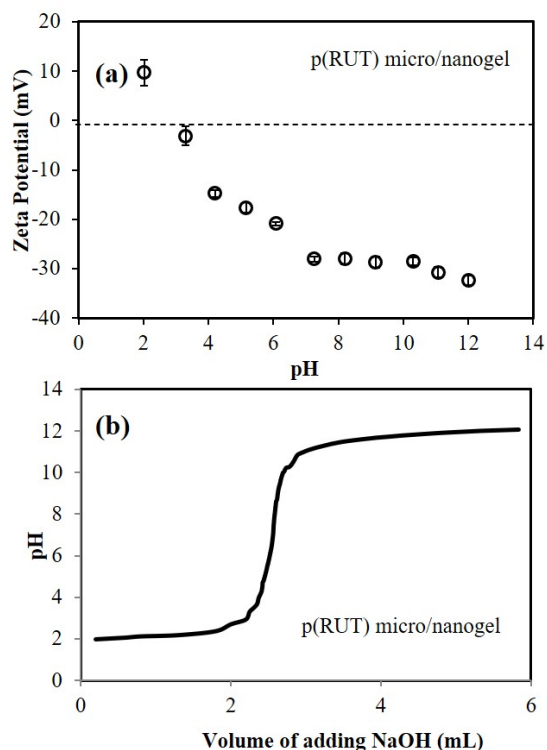 20
(a)
p(RUT) micro/nanogel
10
0
-10
-20
-30
-40
Zeta Potential (mV)
0 2 4 6 8 10 12 14
pH
14
(b)
12
10
8
6
4
2
0
pH
p(RUT) micro/nanogel
0 2 4 6
Volume of adding NaOH (mL)